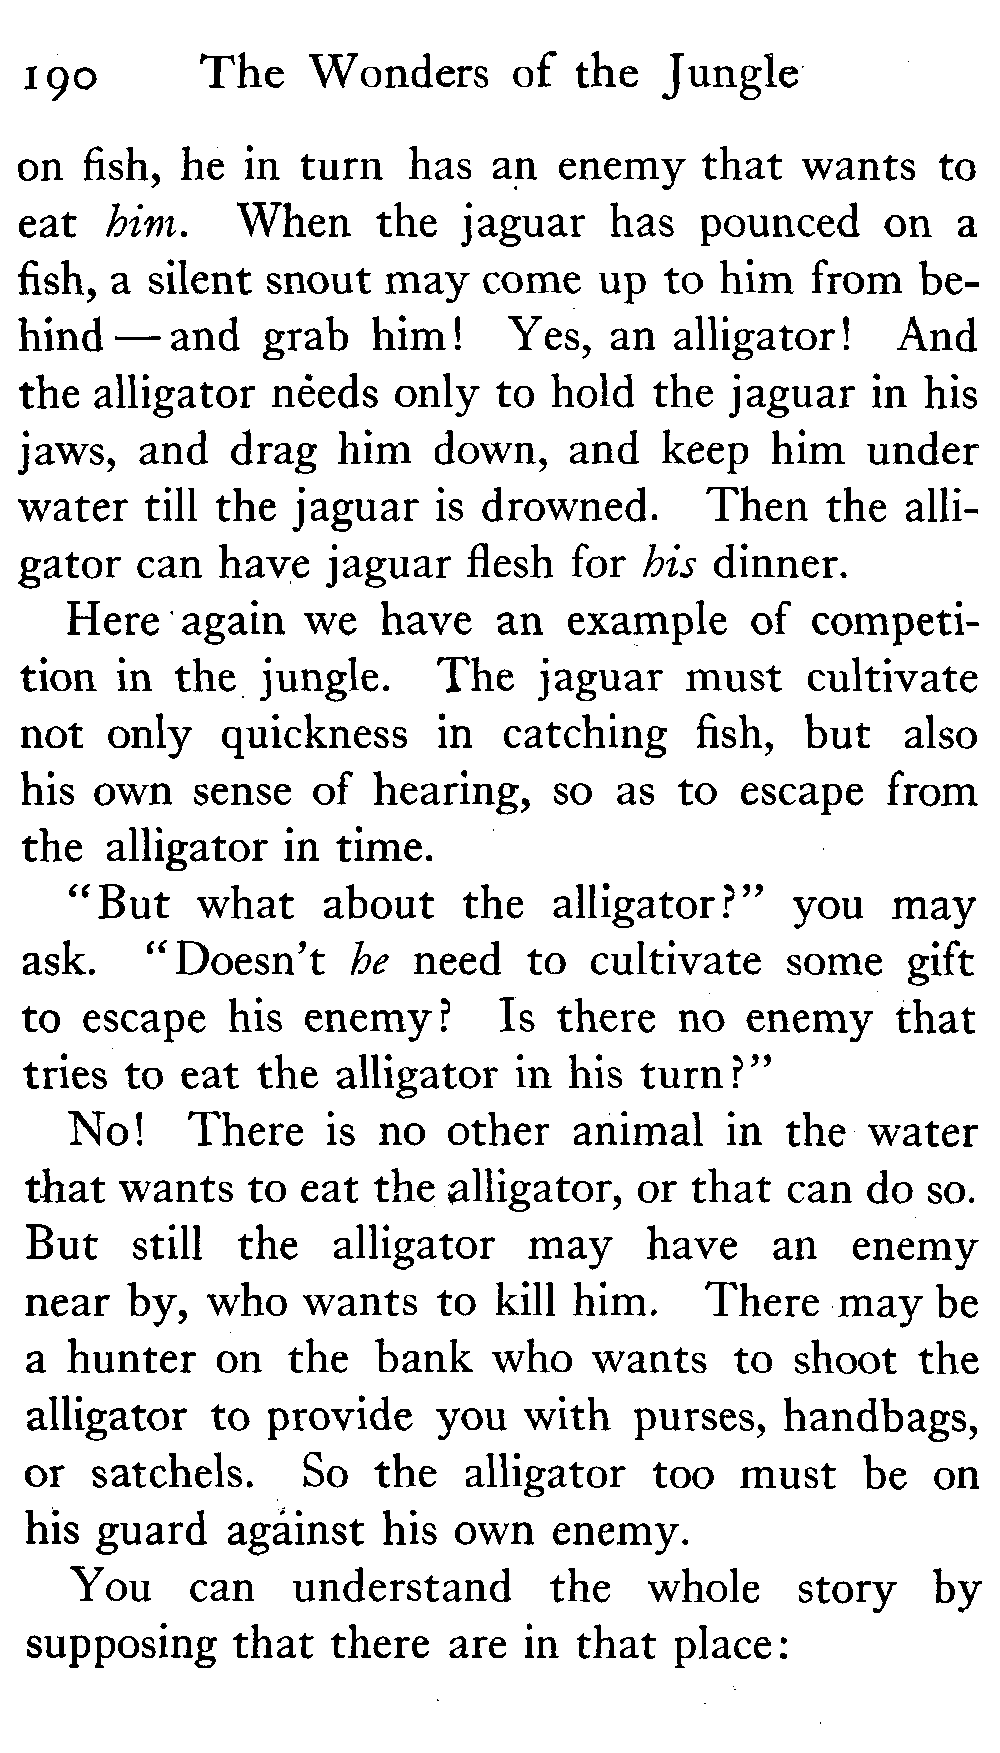 190 The Wonders of the Jungle
on fish, he in turn has an enemy that wants to
eat him. When the jaguar has pounced on a
fish, a silent snout may come up to him from be-
hind — and grab him! Yes, an alligator! And
the alligator needs only to hold the jaguar in his
jaws, and drag him down, and keep him under
water till the jaguar is drowned. Then the alli-
gator can have jaguar flesh for his dinner.
Here again we have an example of competi-
tion in the jungle. The jaguar must cultivate
not only quickness in catching fish, but also
his own sense of hearing, so as to escape from
the alligator in time.
“But what about the alligator?” you may
ask. “Doesn't he need to cultivate some gift
to escape his enemy? Is there no enemy that
tries to eat the alligator in his turn?”
No! There is no other animal in the water
that wants to eat the alligator, or that can do so.
But still the alligator may have an enemy
near by, who wants to kill him. There may be
a hunter on the bank who wants to shoot the
alligator to provide you with purses, handbags,
or satchels. So the alligator too must be on
his guard against his own enemy.
You can understand the whole story by
supposing that there are in that place: